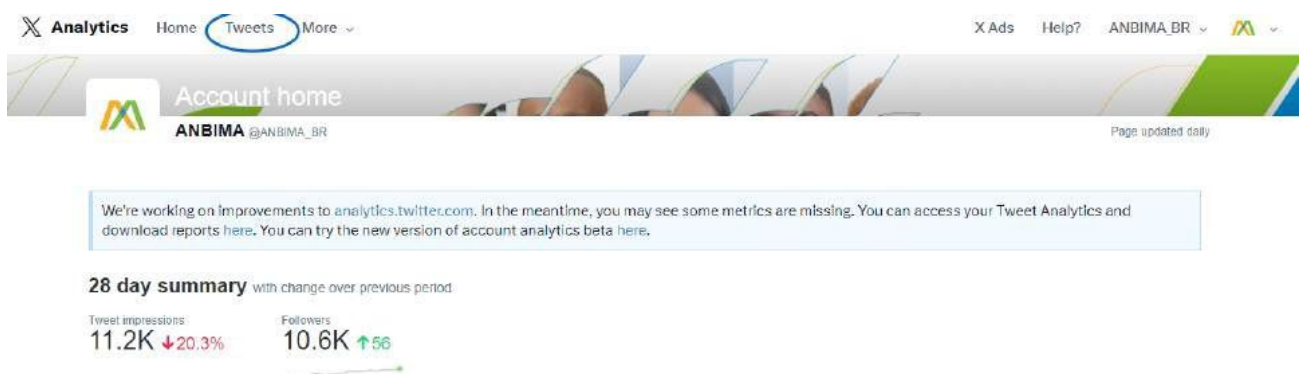 X Analytics Home Tweets More X Ads Help? ANBIMA_BR
Account home
ANBIMA @ANBIMA_BR Page updated daily
We're working on improvements to analytics.twitter.com. In the meantime, you may see some metrics are missing. You can access your Tweet Analytics and
download reports here. You can try the new version of account analytics beta here.
28 day summary with change over previous period
Tweet impressions Followers
11.2K ↓20.3% 10.6K ↑56